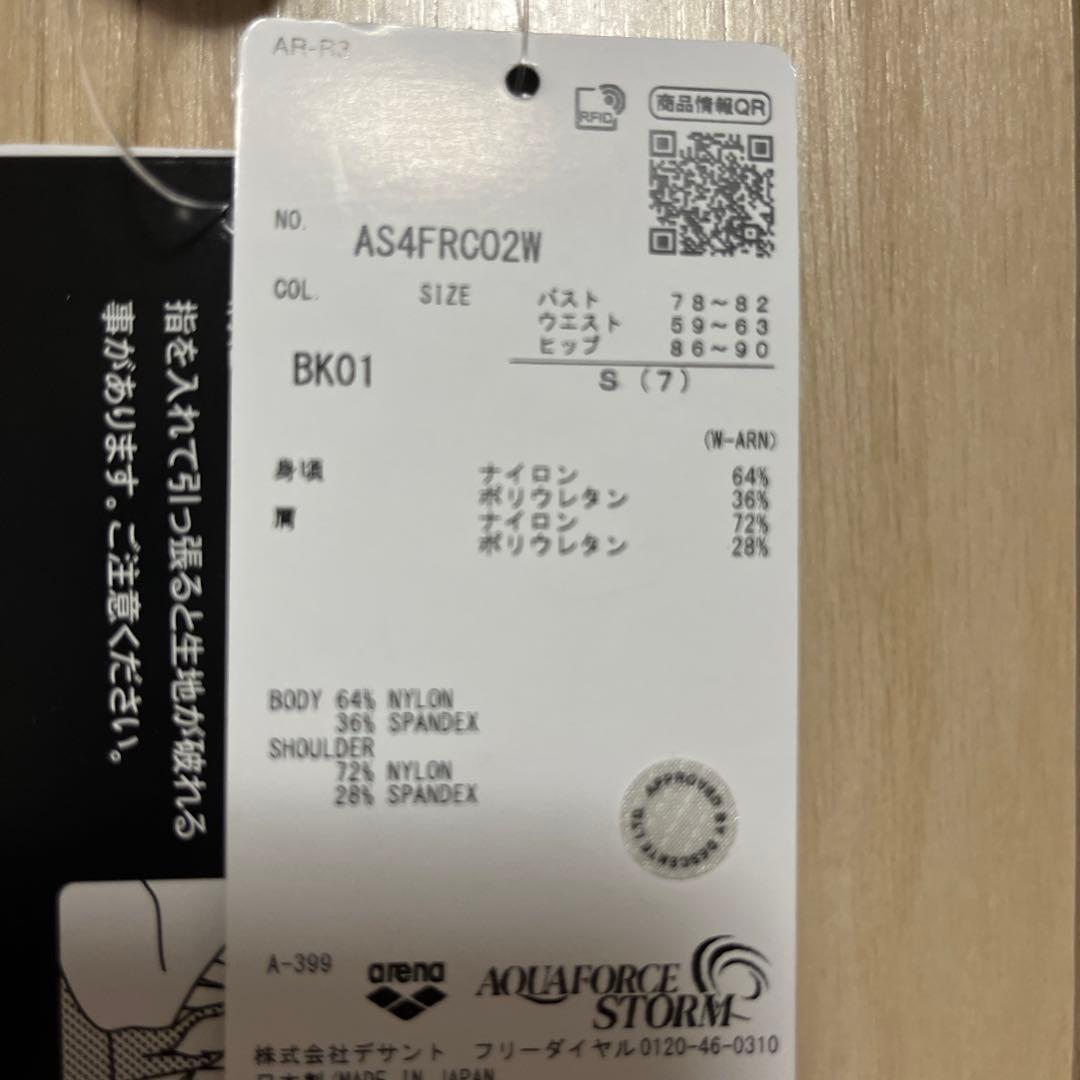 AR-R3
RFID
商品情報QR
NO.
AS4FRC02W
COL.
SIZE
バスト 78～82
ウエスト 59～63
ヒップ 86～90
BK01
S (7)
(W-ARN)
身頃 ナイロン 64%
ポリウレタン 36%
肩 ナイロン 72%
ポリウレタン 28%
BODY 64% NYLON
36% SPANDEX
SHOULDER
72% NYLON
28% SPANDEX
APPROVED BY DESCENTE LTD.
A-399
arena
AQUAFORCE
STORM
株式会社デサント フリーダイヤル0120-46-0310
日本製/MADE IN JAPAN
指を入れて引っ張ると生地が破れる
事があります。ご注意ください。